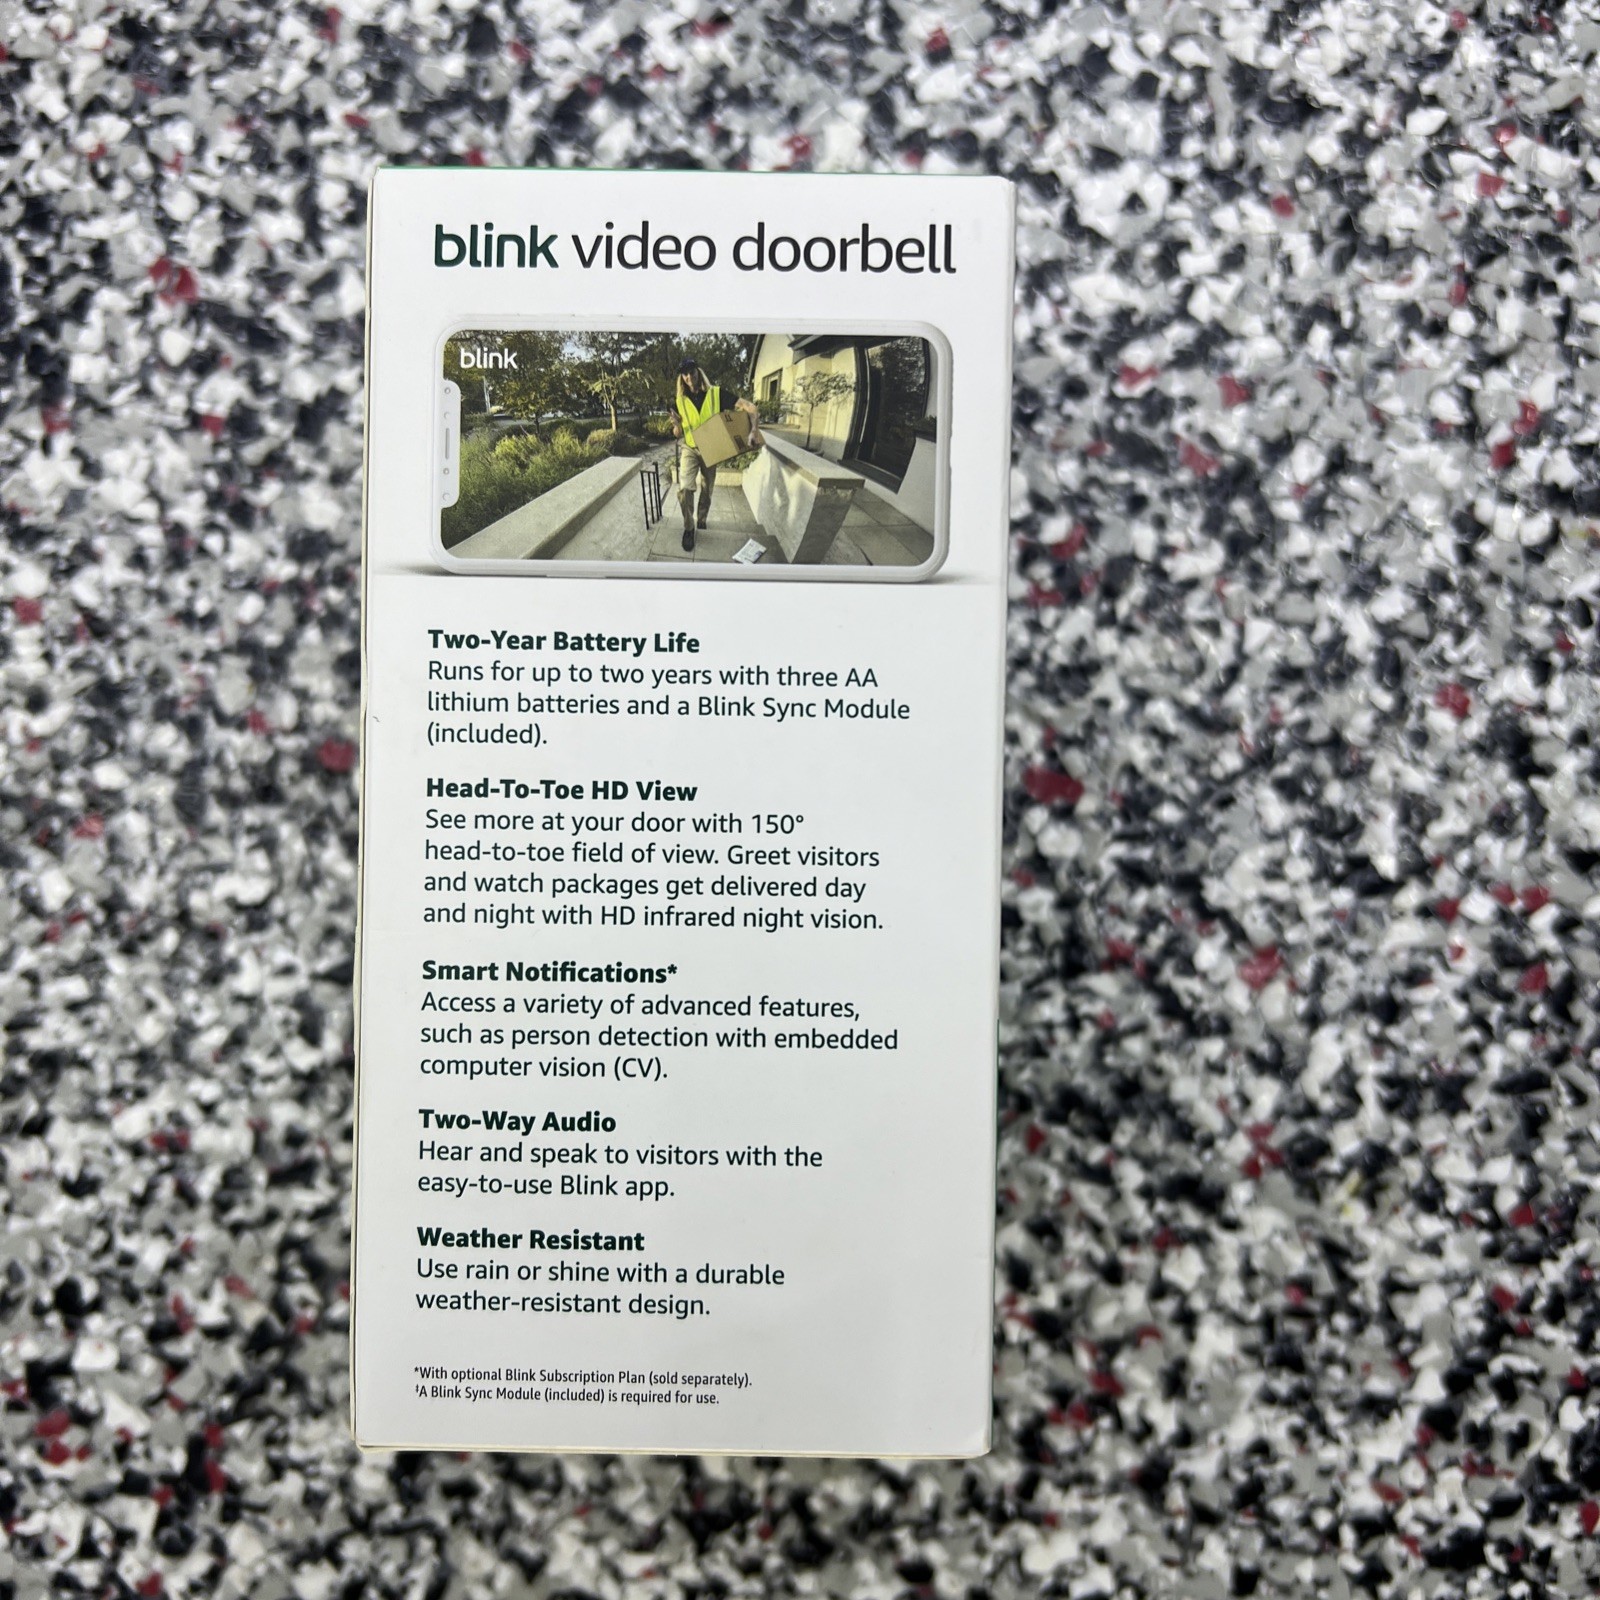 blink video doorbell
blink
Two-Year Battery Life
Runs for up to two years with three AA
lithium batteries and a Blink Sync Module
(included).
Head-To-Toe HD View
See more at your door with 150°
head-to-toe field of view. Greet visitors
and watch packages get delivered day
and night with HD infrared night vision.
Smart Notifications*
Access a variety of advanced features,
such as person detection with embedded
computer vision (CV).
Two-Way Audio
Hear and speak to visitors with the
easy-to-use Blink app.
Weather Resistant
Use rain or shine with a durable
weather-resistant design.
*With optional Blink Subscription Plan (sold separately).
‡A Blink Sync Module (included) is required for use.